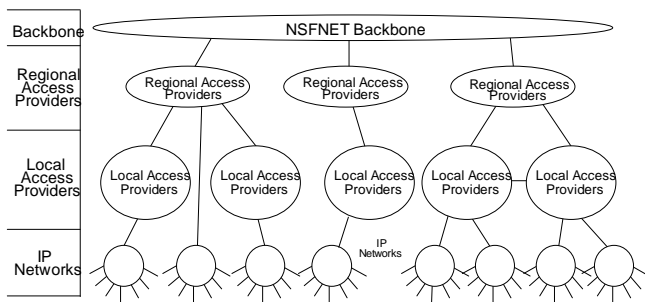 Backbone
NSFNET Backbone
Regional
Access
Providers
Regional Access
Providers
Regional Access
Providers
Regional Access
Providers
Local
Access
Providers
Local Access
Providers
Local Access
Providers
Local Access
Providers
Local Access
Providers
Local Access
Providers
IP
Networks
IP
Networks